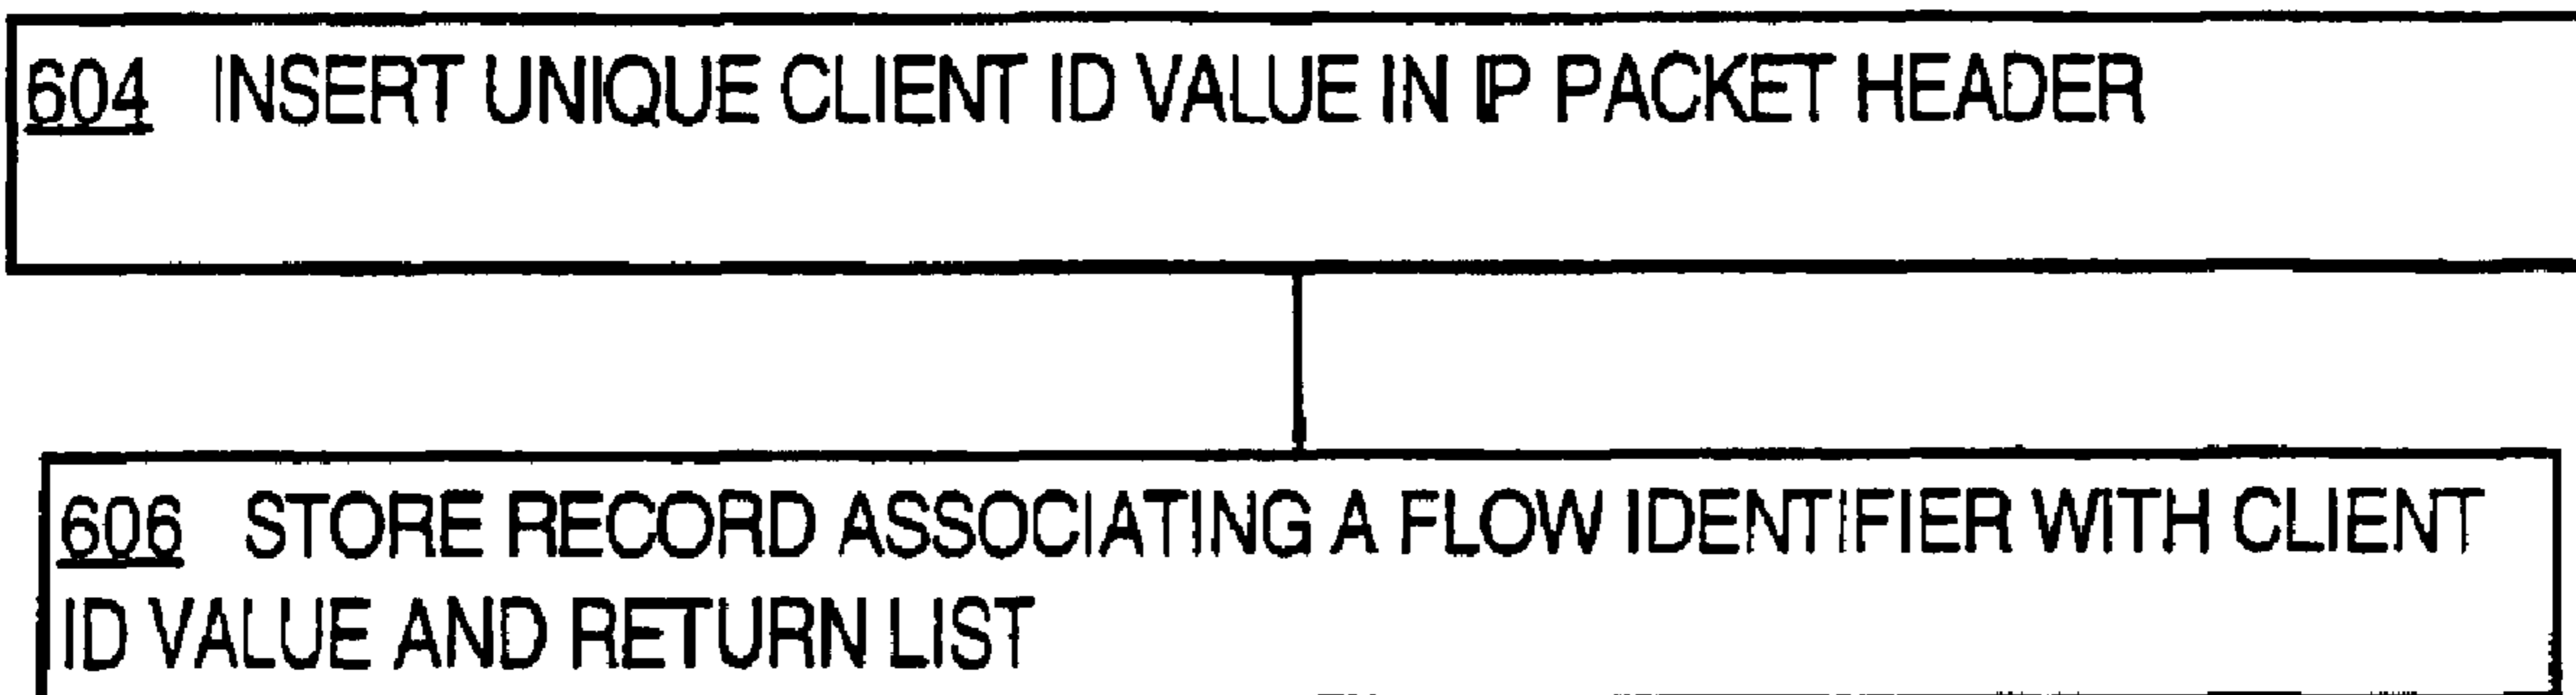 604 INSERT UNIQUE CLIENT ID VALUE IN IP PACKET HEADER
606 STORE RECORD ASSOCIATING A FLOW IDENTIFIER WITH CLIENT
ID VALUE AND RETURN LIST